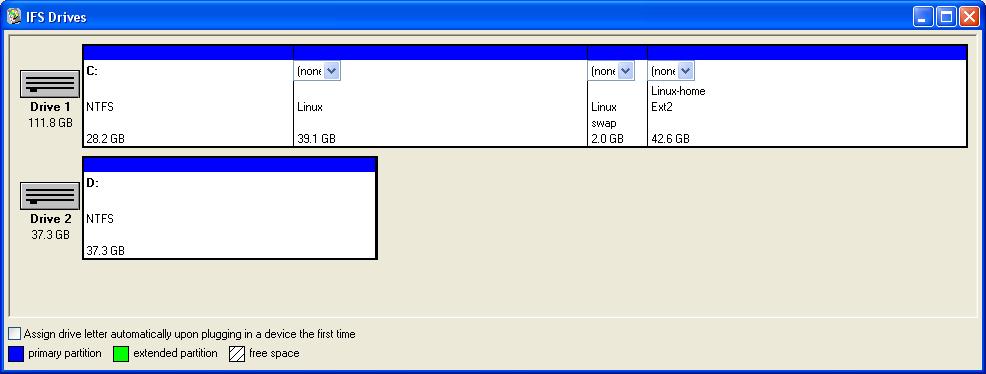 IFS Drives
C:
(none
(none
(none
Linux-home
Drive 1
NTFS
Linux
Linux
Ext2
111.8 GB
swap
28.2 GB
39.1 GB
2.0 GB
42.6 GB
D:
Drive 2
NTFS
37.3 GB
37.3 GB
Assign drive letter automatically upon plugging in a device the first time
primary partition
extended partition
free space